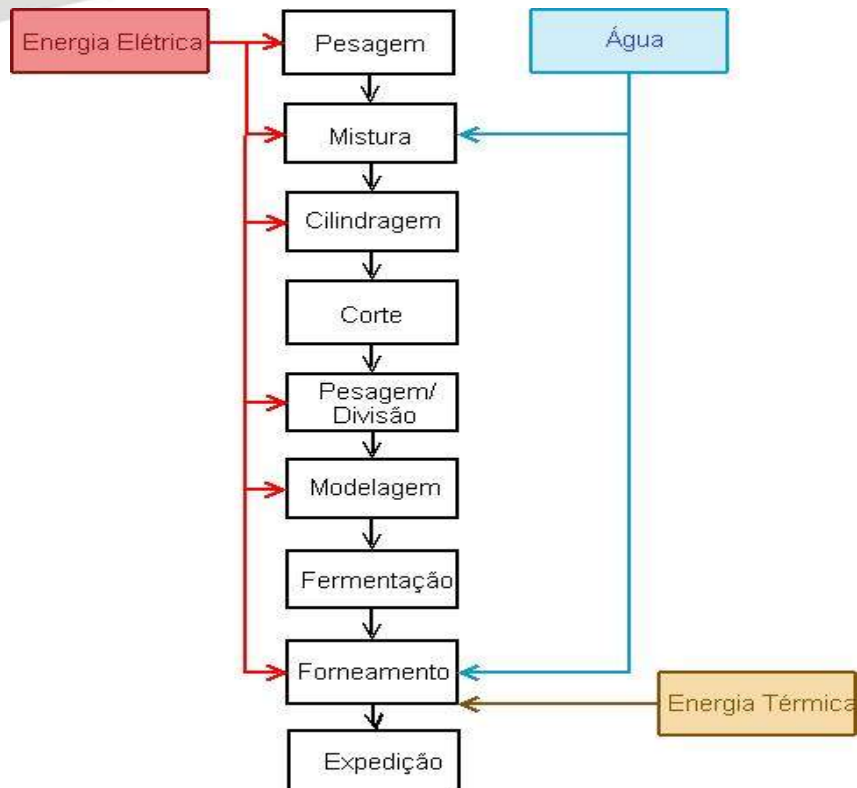 Energia Elétrica
Pesagem
Água
Mistura
Cilindragem
Corte
Pesagem/
Divisão
Modelagem
Fermentação
Forneamento
Energia Térmica
Expedição